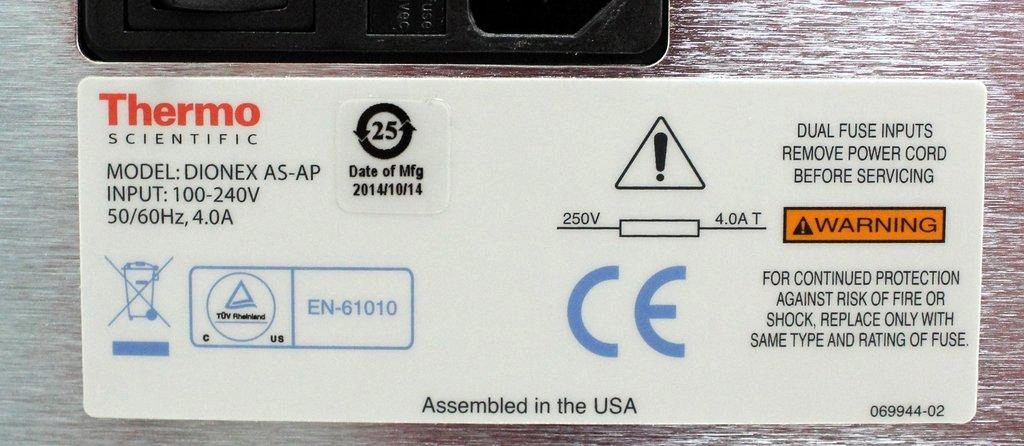 Thermo
SCIENTIFIC
MODEL: DIONEX AS-AP
INPUT: 100-240V
50/60Hz, 4.0A
25
Date of Mfg
2014/10/14
TÜV Rheinland
C US
EN-61010
250V 4.0A T
CE
DUAL FUSE INPUTS
REMOVE POWER CORD
BEFORE SERVICING
WARNING
FOR CONTINUED PROTECTION
AGAINST RISK OF FIRE OR
SHOCK, REPLACE ONLY WITH
SAME TYPE AND RATING OF FUSE.
Assembled in the USA
069944-02